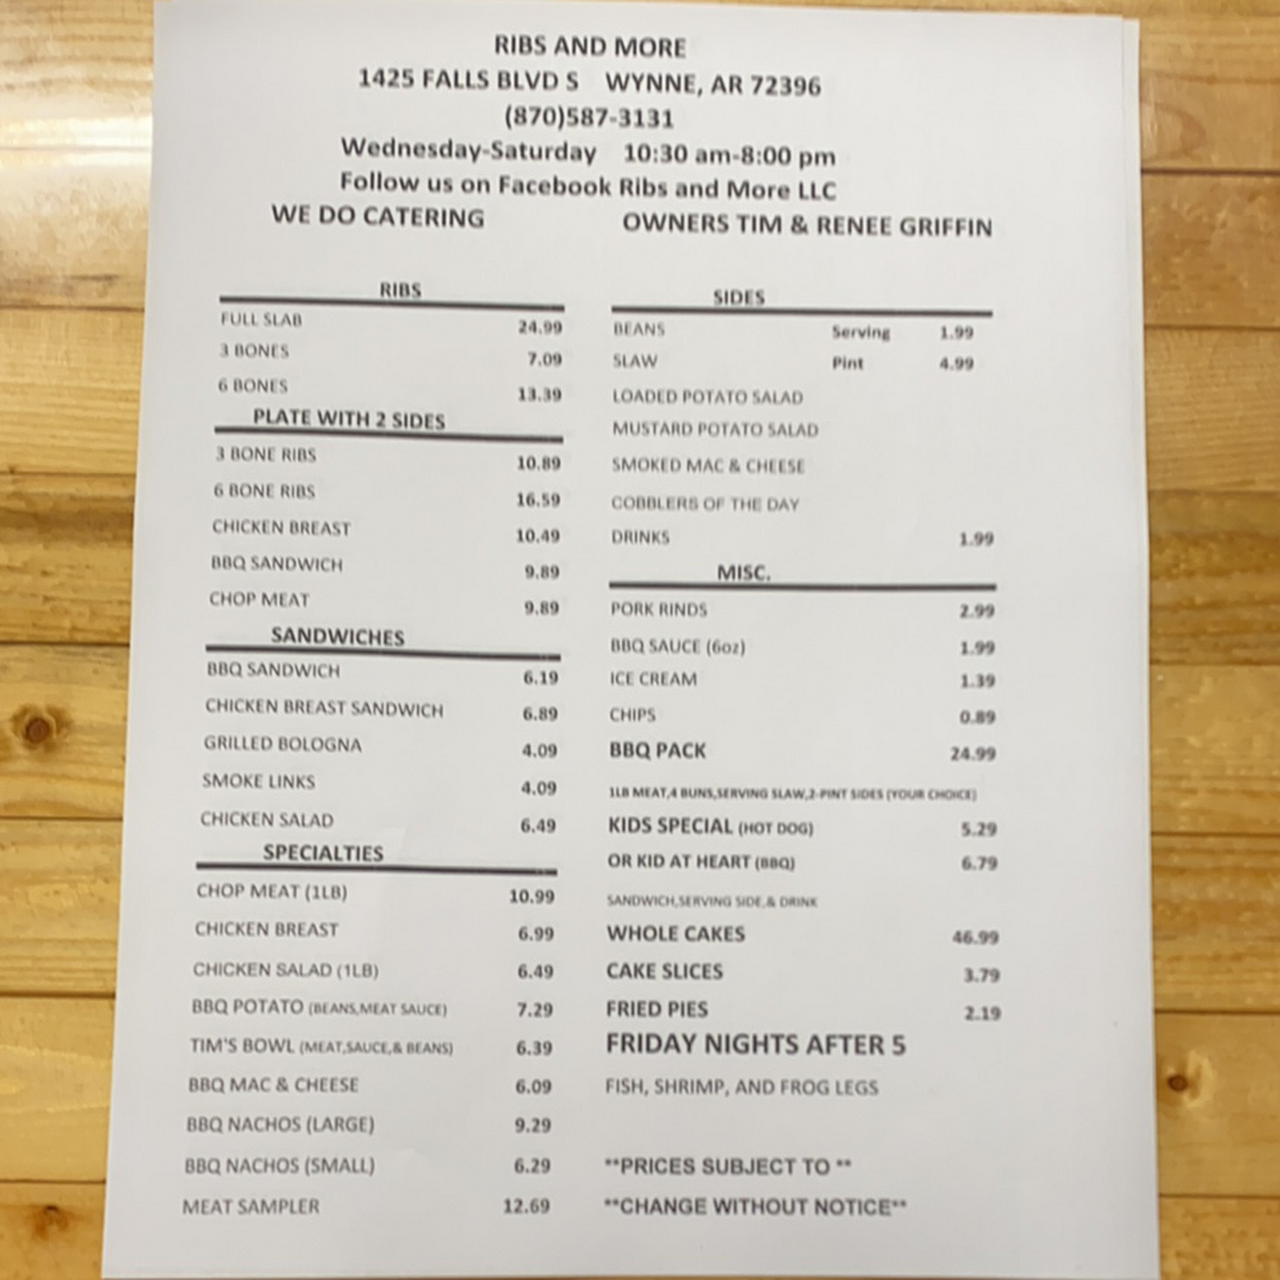 RIBS AND MORE
1425 FALLS BLVD S WYNNE, AR 72396
(870)587-3131
Wednesday-Saturday 10:30 am-8:00 pm
Follow us on Facebook Ribs and More LLC
WE DO CATERING OWNERS TIM & RENEE GRIFFIN
RIBS
FULL SLAB 24.99
3 BONES 7.09
6 BONES 13.39
PLATE WITH 2 SIDES
3 BONE RIBS 10.89
6 BONE RIBS 16.59
CHICKEN BREAST 10.49
BBQ SANDWICH 9.89
CHOP MEAT 9.89
SANDWICHES
BBQ SANDWICH 6.19
CHICKEN BREAST SANDWICH 6.89
GRILLED BOLOGNA 4.09
SMOKE LINKS 4.09
CHICKEN SALAD 6.49
SPECIALTIES
CHOP MEAT (1LB) 10.99
CHICKEN BREAST 6.99
CHICKEN SALAD (1LB) 6.49
BBQ POTATO (BEANS,MEAT SAUCE) 7.29
TIM'S BOWL (MEAT,SAUCE,& BEANS) 6.39
BBQ MAC & CHEESE 6.09
BBQ NACHOS (LARGE) 9.29
BBQ NACHOS (SMALL) 6.29
MEAT SAMPLER 12.69
SIDES
BEANS Serving 1.99
SLAW Pint 4.99
LOADED POTATO SALAD
MUSTARD POTATO SALAD
SMOKED MAC & CHEESE
COBBLERS OF THE DAY
DRINKS 1.99
MISC.
PORK RINDS 2.99
BBQ SAUCE (6oz) 1.99
ICE CREAM 1.39
CHIPS 0.89
BBQ PACK 24.99
1LB MEAT,4 BUNS,SERVING SLAW,2-PINT SIDES (YOUR CHOICE)
KIDS SPECIAL (HOT DOG) 5.29
OR KID AT HEART (BBQ) 6.79
SANDWICH,SERVING SIDE,& DRINK
WHOLE CAKES 46.99
CAKE SLICES 3.79
FRIED PIES 2.19
FRIDAY NIGHTS AFTER 5
FISH, SHRIMP, AND FROG LEGS
**PRICES SUBJECT TO **
**CHANGE WITHOUT NOTICE**